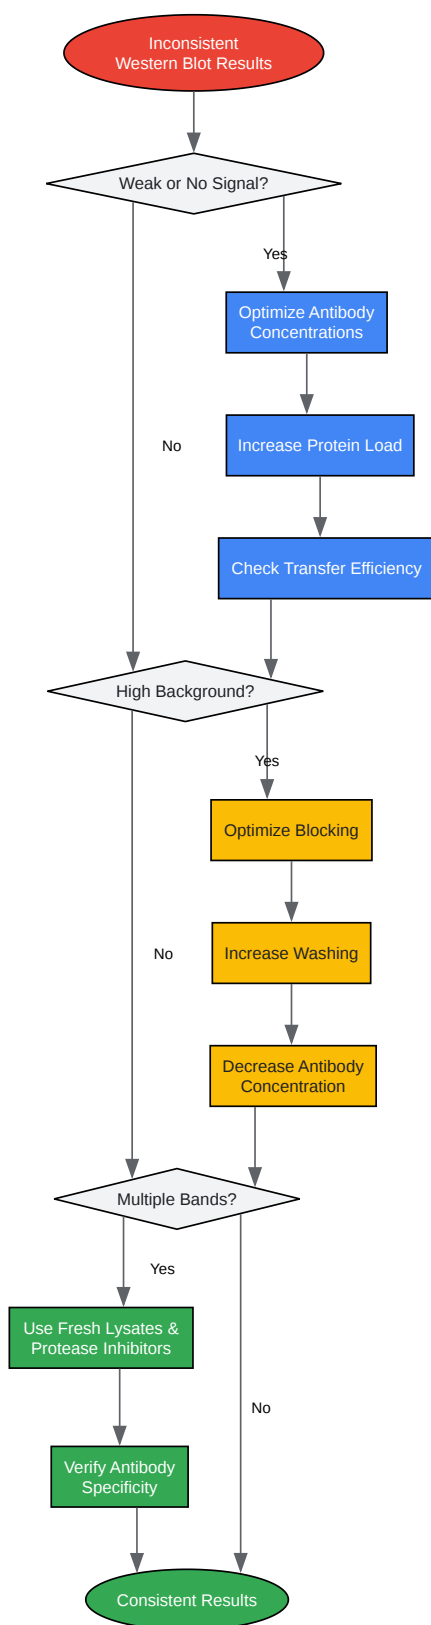 Inconsistent
Western Blot Results
Weak or No Signal?
Yes
Optimize Antibody
Concentrations
No
Increase Protein Load
Check Transfer Efficiency
High Background?
Yes
Optimize Blocking
No
Increase Washing
Decrease Antibody
Concentration
Multiple Bands?
Yes
Use Fresh Lysates &
Protease Inhibitors
No
Verify Antibody
Specificity
Consistent Results